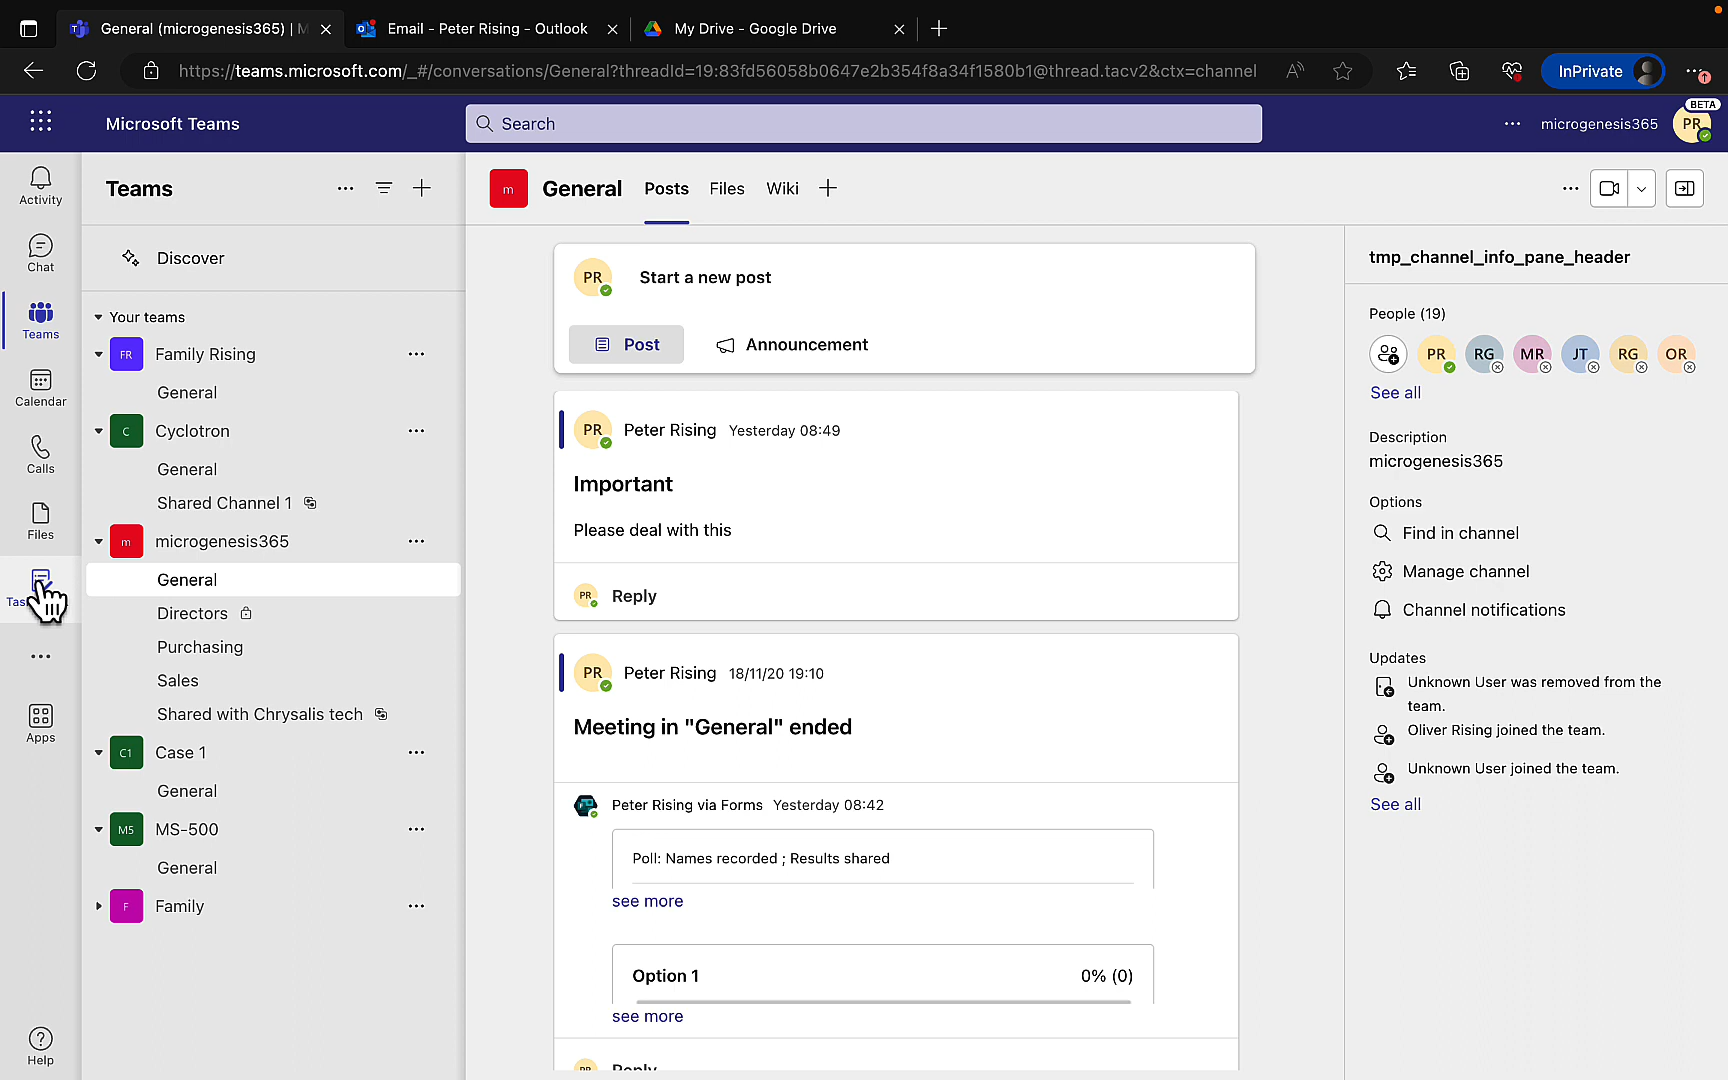 General (microgenesis365) | M
Email - Peter Rising - Outlook
My Drive - Google Drive
https://teams.microsoft.com/_#/conversations/General?threadId=19:83fd56058b0647e2b354f8a34f1580b1@thread.tacv2&ctx=channel
InPrivate
Microsoft Teams
Search
microgenesis365
BETA
PR
Activity
Chat
Teams
Calendar
Calls
Files
Apps
Help
Teams
Discover
Your teams
FR Family Rising
General
C Cyclotron
General
Shared Channel 1
m microgenesis365
General
Directors
Purchasing
Sales
Shared with Chrysalis tech
C1 Case 1
General
M5 MS-500
General
F Family
m General Posts Files Wiki
PR Start a new post
Post Announcement
PR Peter Rising Yesterday 08:49
Important
Please deal with this
PR Reply
PR Peter Rising 18/11/20 19:10
Meeting in "General" ended
Peter Rising via Forms Yesterday 08:42
Poll: Names recorded ; Results shared
see more
Option 1 0% (0)
see more
PR Reply
tmp_channel_info_pane_header
People (19)
PR RG MR JT RG OR
See all
Description
microgenesis365
Options
Find in channel
Manage channel
Channel notifications
Updates
Unknown User was removed from the
team.
Oliver Rising joined the team.
Unknown User joined the team.
See all